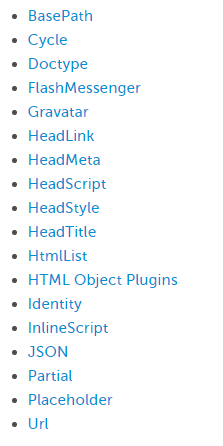 BasePath
Cycle
Doctype
FlashMessenger
Gravatar
HeadLink
HeadMeta
HeadScript
HeadStyle
HeadTitle
HtmlList
HTML Object Plugins
Identity
InlineScript
JSON
Partial
Placeholder
Url